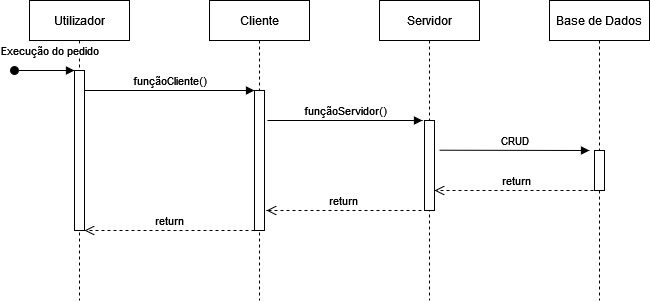 Utilizador
Cliente
Servidor
Base de Dados
Execução do pedido
funçãoCliente()
funçãoServidor()
CRUD
return
return
return